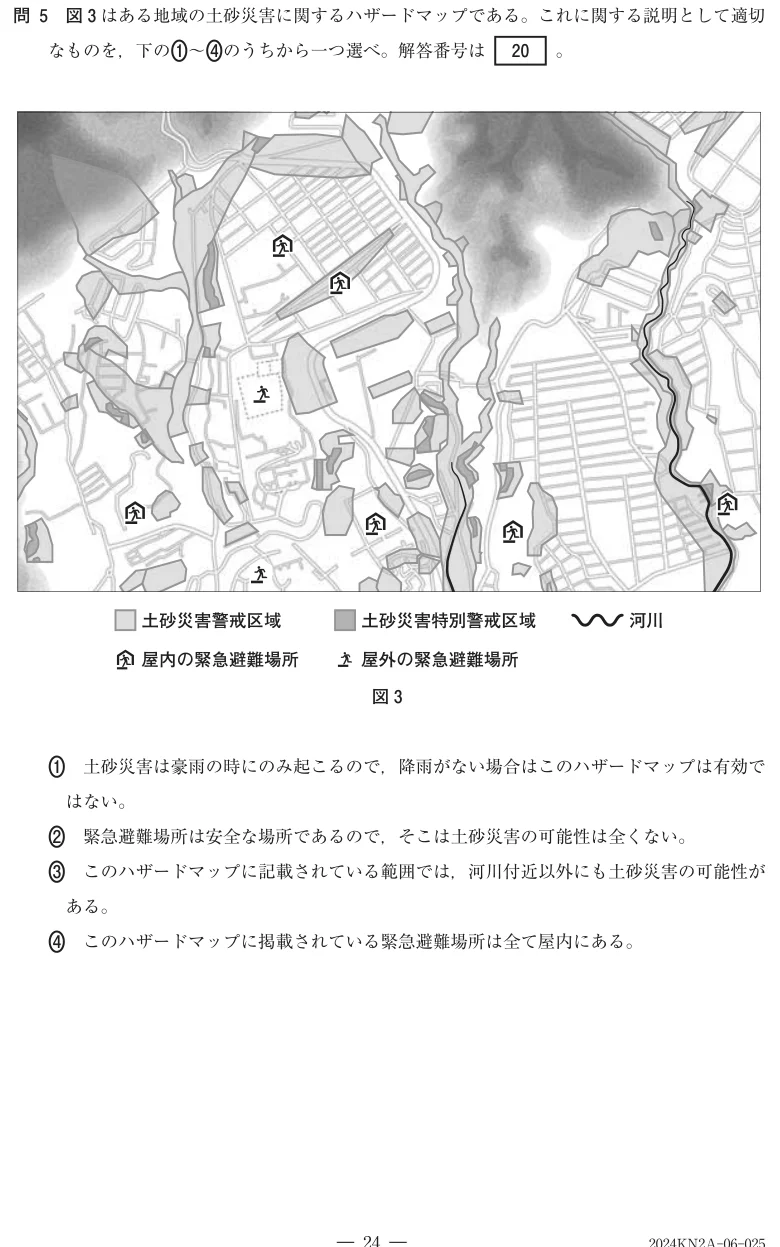 問 5 図3はある地域の土砂災害に関するハザードマップである。これに関する説明として適切
なものを，下の①～④のうちから一つ選べ。解答番号は 20 。
土砂災害警戒区域 土砂災害特別警戒区域 河川
屋内の緊急避難場所 屋外の緊急避難場所
図3
① 土砂災害は豪雨の時にのみ起こるので，降雨がない場合はこのハザードマップは有効で
はない。
② 緊急避難場所は安全な場所であるので，そこは土砂災害の可能性は全くない。
③ このハザードマップに記載されている範囲では，河川付近以外にも土砂災害の可能性が
ある。
④ このハザードマップに掲載されている緊急避難場所は全て屋内にある。
— 24 —
2024KN2A-06-025